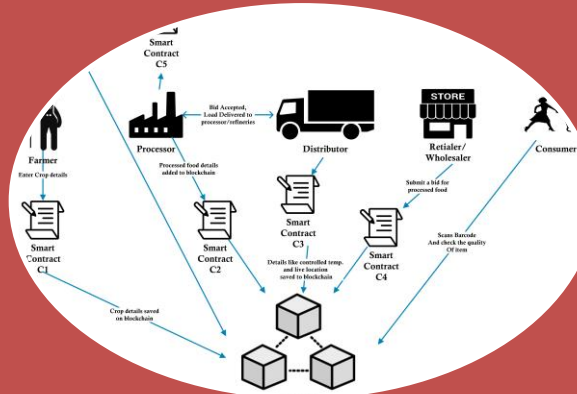 Smart
Contract
C5
Bid Accepted,
Load Delivered to
processor/refineries
STORE
Farmer
Processor
Distributor
Retialer/
Wholesaler
Consumer
Enter Crop details
Processed food details
added to blockchain
Submit a bid for
processed food
Smart
Contract
C1
Smart
Contract
C2
Smart
Contract
C3
Smart
Contract
C4
Scans Barcode
And check the quality
Of item
Details like controlled temp.
and live location
saved to blockchain
Crop details saved
on blockchain